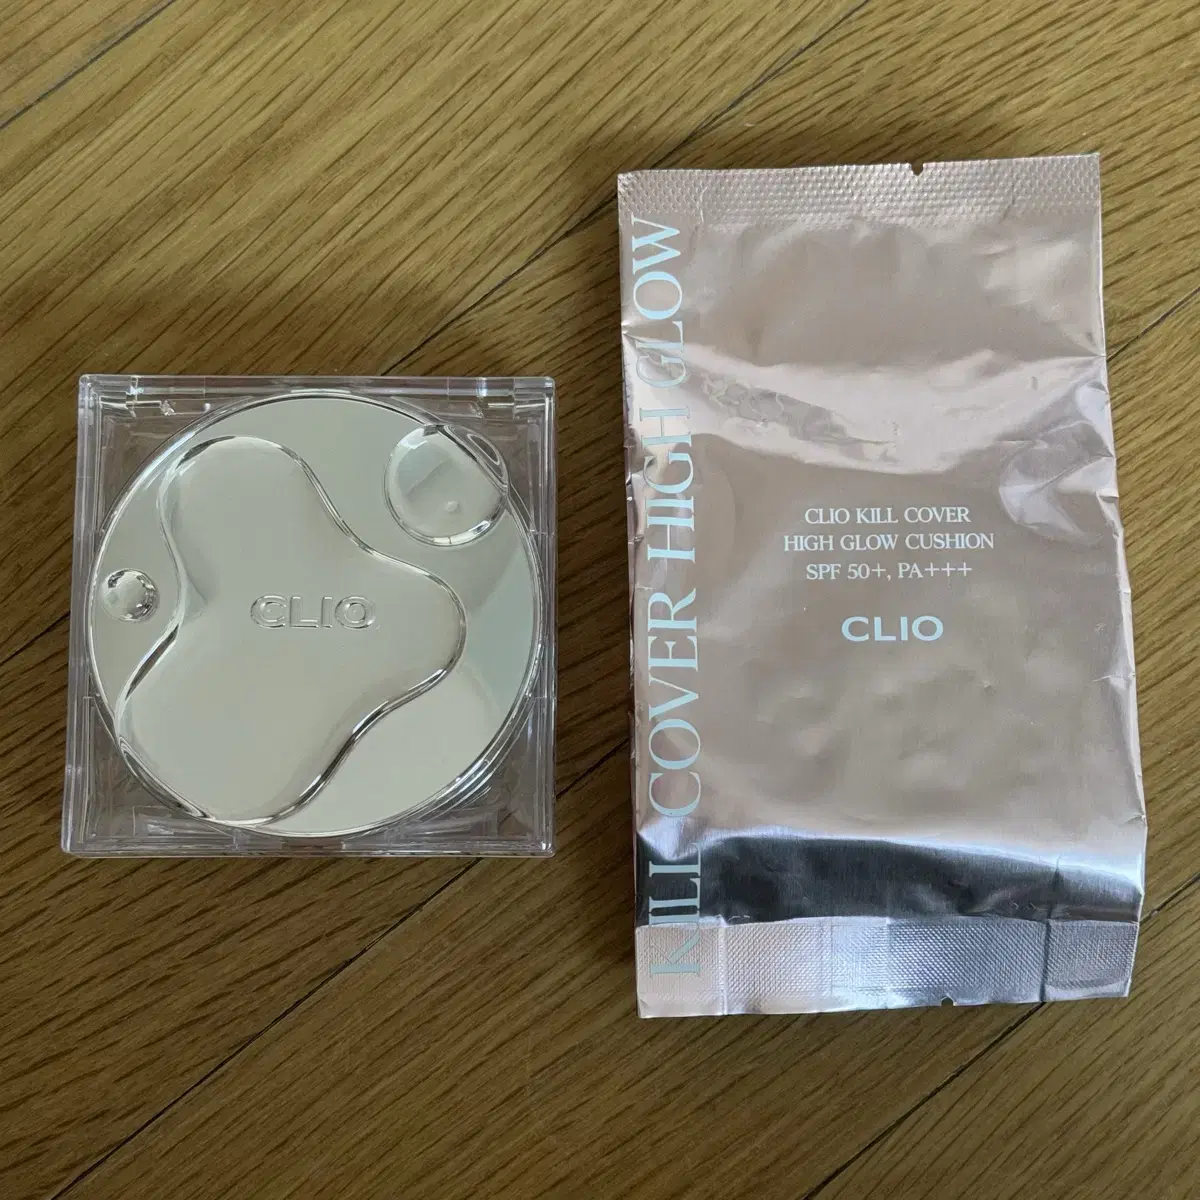 CLIO
KILL COVER HIGH GLOW
CLIO KILL COVER
HIGH GLOW CUSHION
SPF 50+, PA+++
CLIO